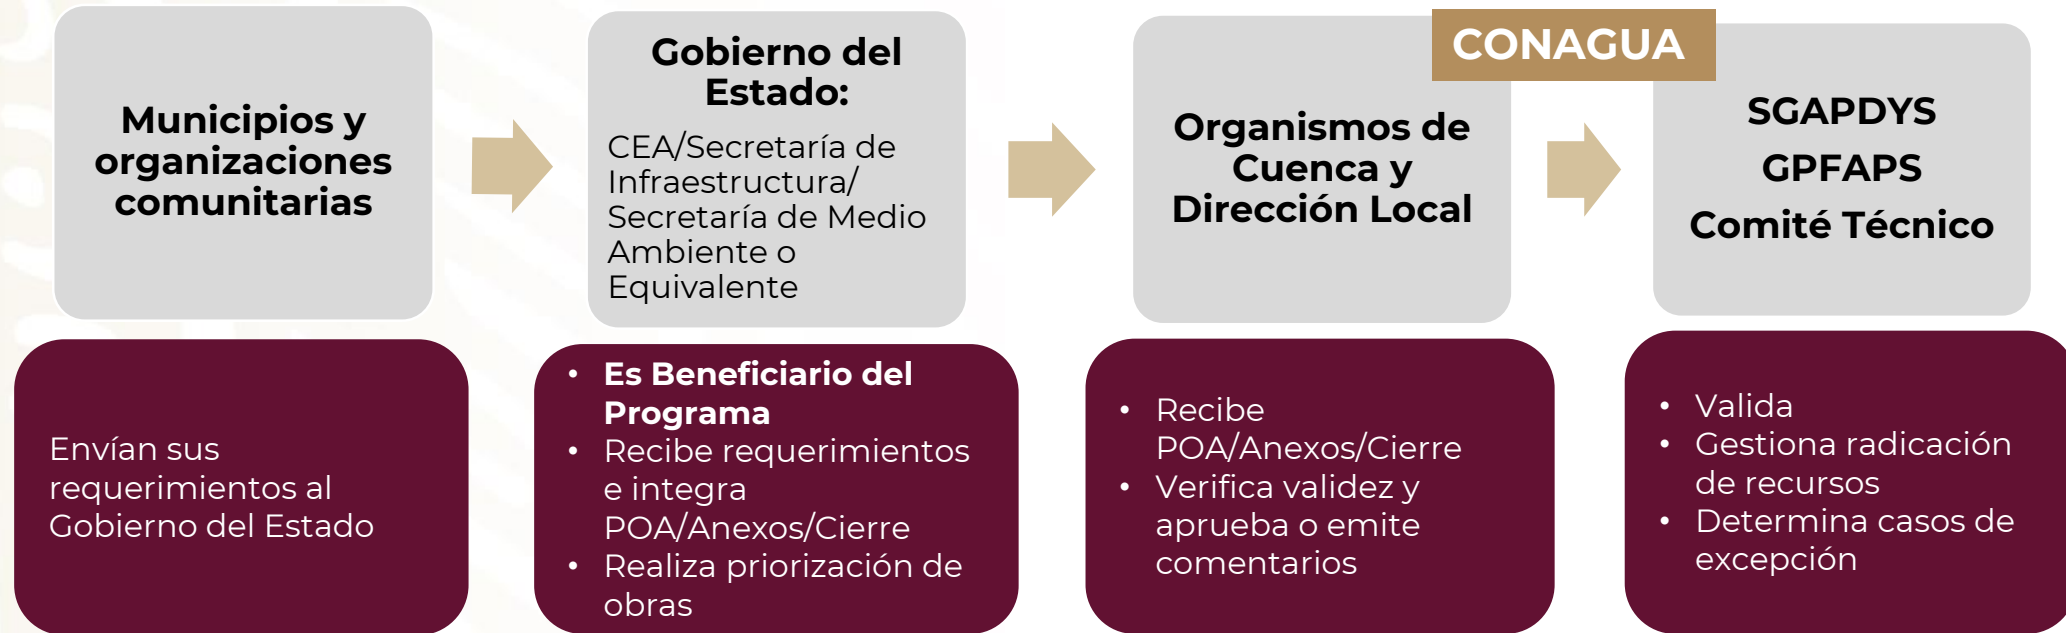 Municipios y
organizaciones
comunitarias
Envían sus
requerimientos al
Gobierno del Estado
Gobierno del
Estado:
CEA/Secretaría de
Infraestructura/
Secretaría de Medio
Ambiente o
Equivalente
• Es Beneficiario del
Programa
• Recibe requerimientos
e integra
POA/Anexos/Cierre
• Realiza priorización de
obras
CONAGUA
Organismos de
Cuenca y
Dirección Local
• Recibe
POA/Anexos/Cierre
• Verifica validez y
aprueba o emite
comentarios
SGAPDYS
GPFAPS
Comité Técnico
• Valida
• Gestiona radicación
de recursos
• Determina casos de
excepción